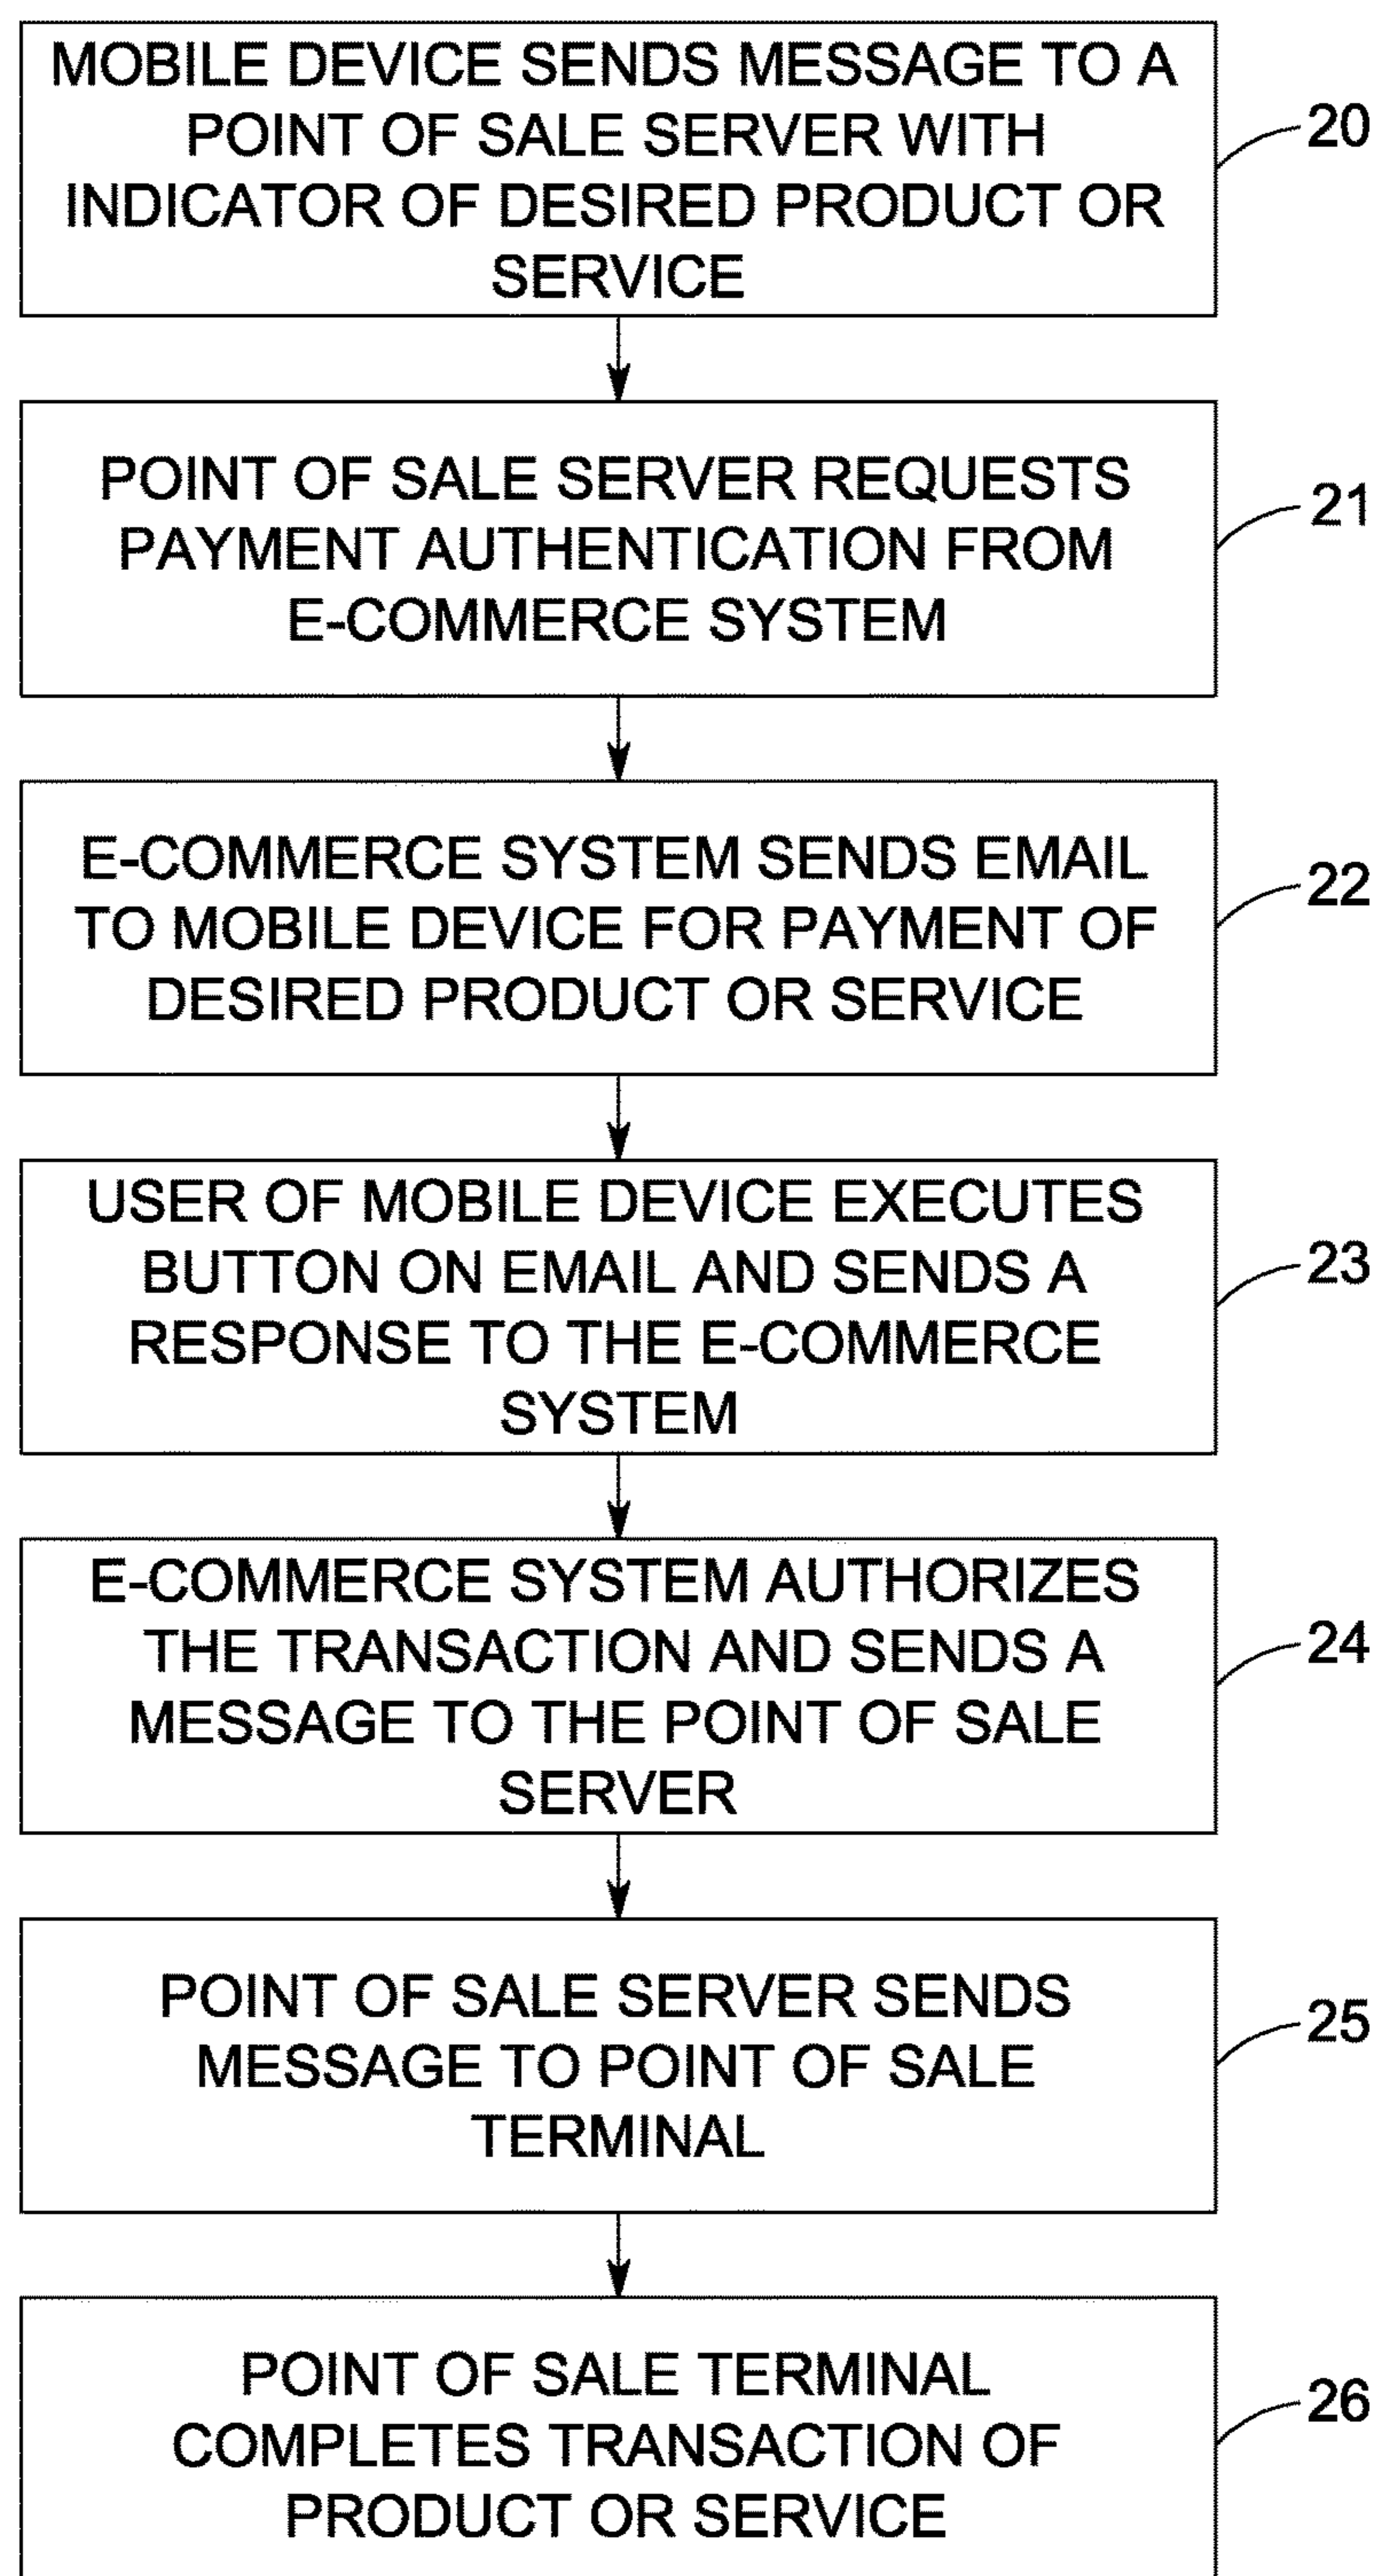 MOBILE DEVICE SENDS MESSAGE TO A
POINT OF SALE SERVER WITH
INDICATOR OF DESIRED PRODUCT OR
SERVICE
20
POINT OF SALE SERVER REQUESTS
PAYMENT AUTHENTICATION FROM
E-COMMERCE SYSTEM
21
E-COMMERCE SYSTEM SENDS EMAIL
TO MOBILE DEVICE FOR PAYMENT OF
DESIRED PRODUCT OR SERVICE
22
USER OF MOBILE DEVICE EXECUTES
BUTTON ON EMAIL AND SENDS A
RESPONSE TO THE E-COMMERCE
SYSTEM
23
E-COMMERCE SYSTEM AUTHORIZES
THE TRANSACTION AND SENDS A
MESSAGE TO THE POINT OF SALE
SERVER
24
POINT OF SALE SERVER SENDS
MESSAGE TO POINT OF SALE
TERMINAL
25
POINT OF SALE TERMINAL
COMPLETES TRANSACTION OF
PRODUCT OR SERVICE
26